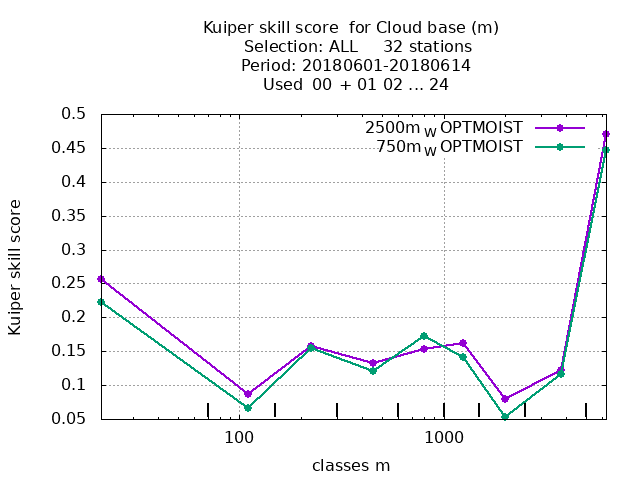 Kuiper skill score  for Cloud base (m)
Selection: ALL     32 stations
Period: 20180601-20180614
Used  00 + 01 02 ... 24
0.5
0.45
0.4
0.35
0.3
0.25
0.2
0.15
0.1
0.05
Kuiper skill score
2500m_W OPTMOIST
750m_W OPTMOIST
100
1000
classes m